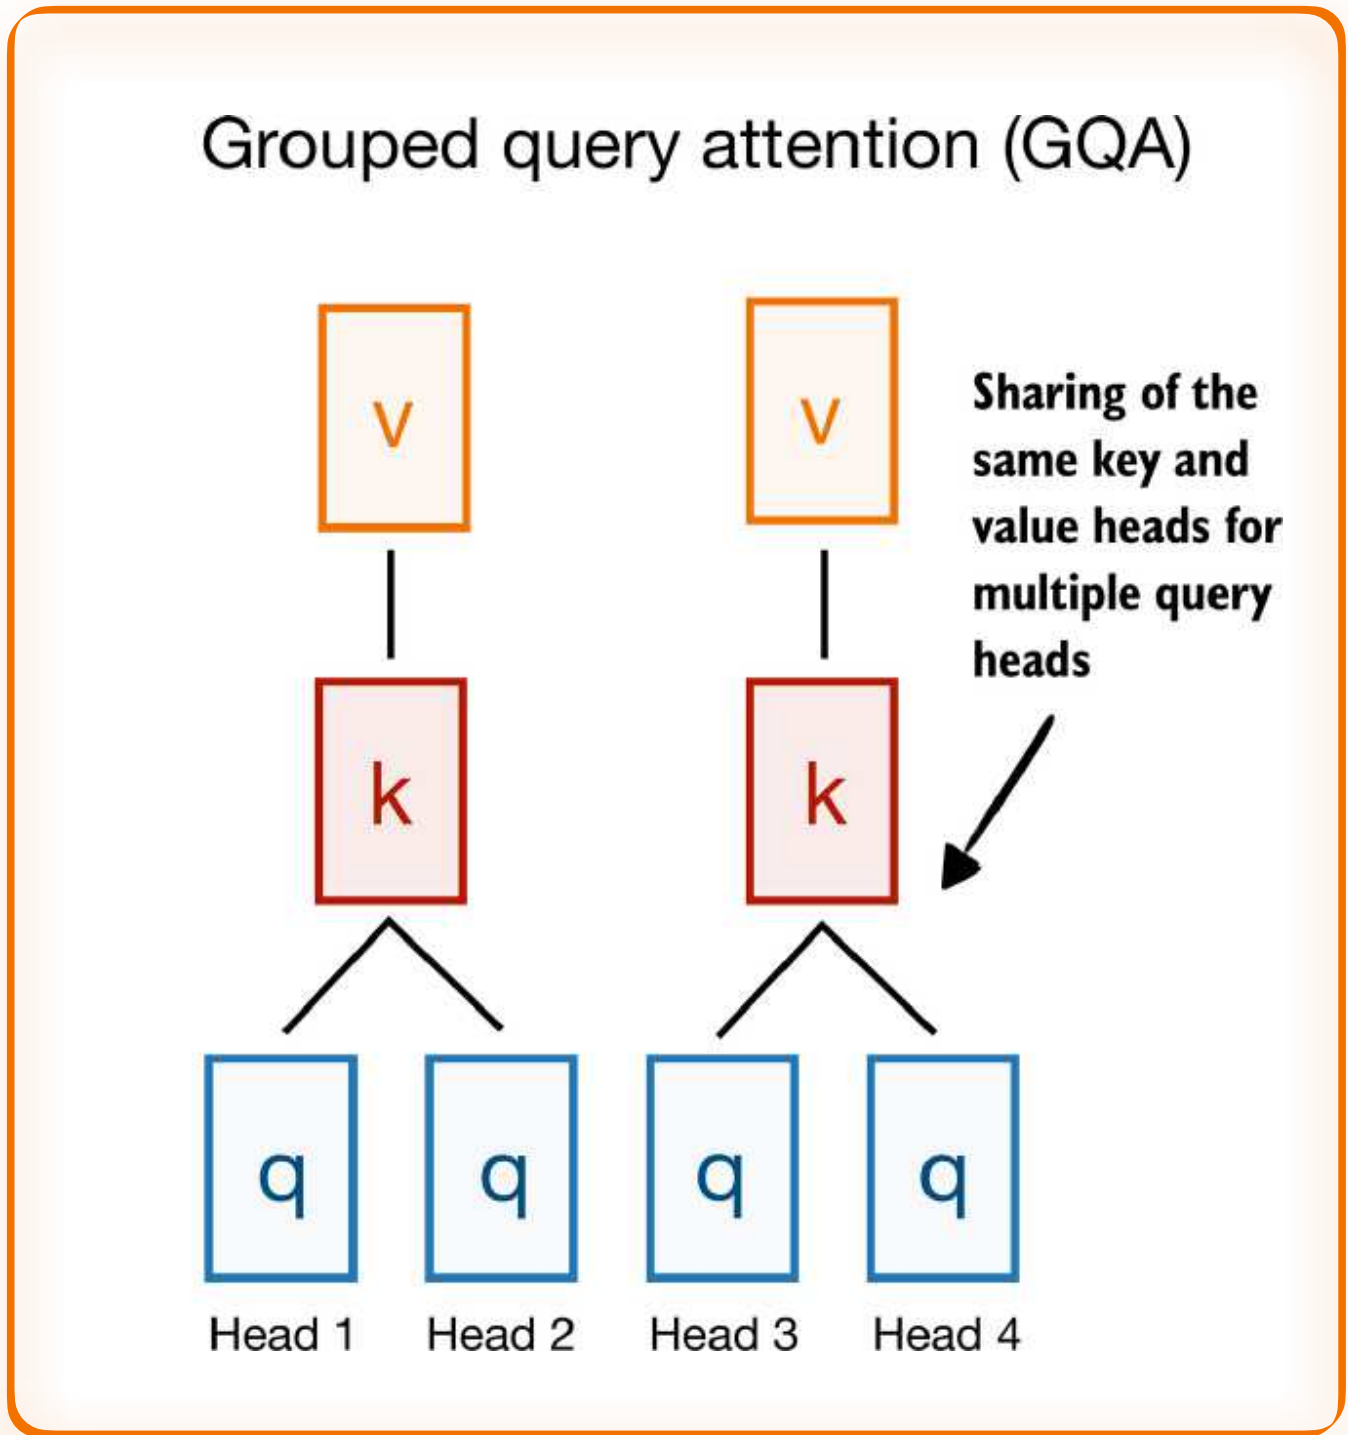 Grouped query attention (GQA)
v
v
Sharing of the
same key and
value heads for
multiple query
heads
k
k
q
q
q
q
Head 1
Head 2
Head 3
Head 4